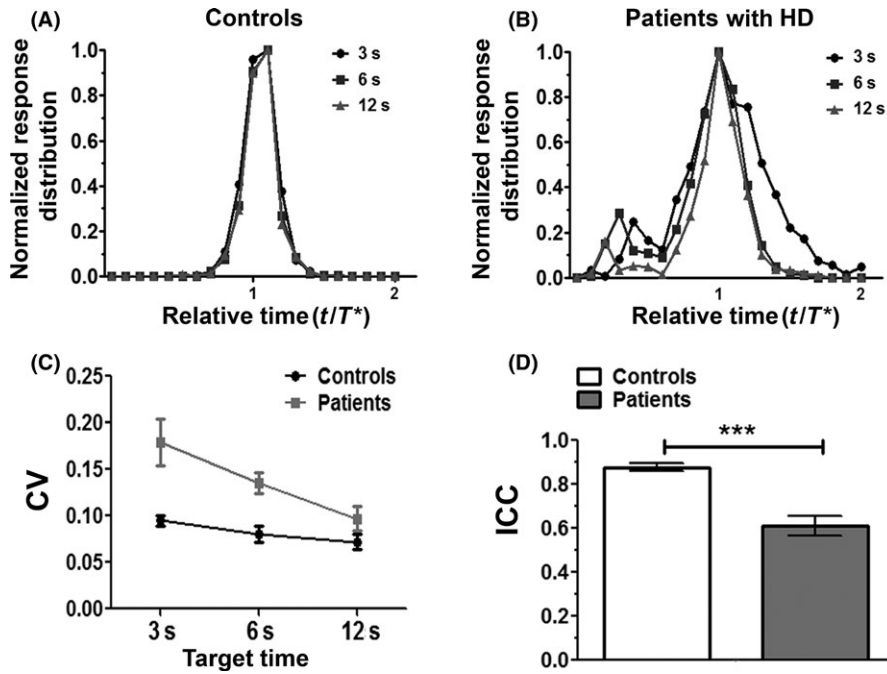 (A) Controls
Normalized response distribution
1.0
0.8
0.6
0.4
0.2
0.0
3 s
6 s
12 s
1 2
Relative time (t/T*)
(B) Patients with HD
Normalized response distribution
1.0
0.8
0.6
0.4
0.2
0.0
3 s
6 s
12 s
1 2
Relative time (t/T*)
(C)
Controls
Patients
CV
0.25
0.20
0.15
0.10
0.05
0.00
3 s 6 s 12 s
Target time
(D)
Controls
Patients
***
ICC
1.0
0.8
0.6
0.4
0.2
0.0